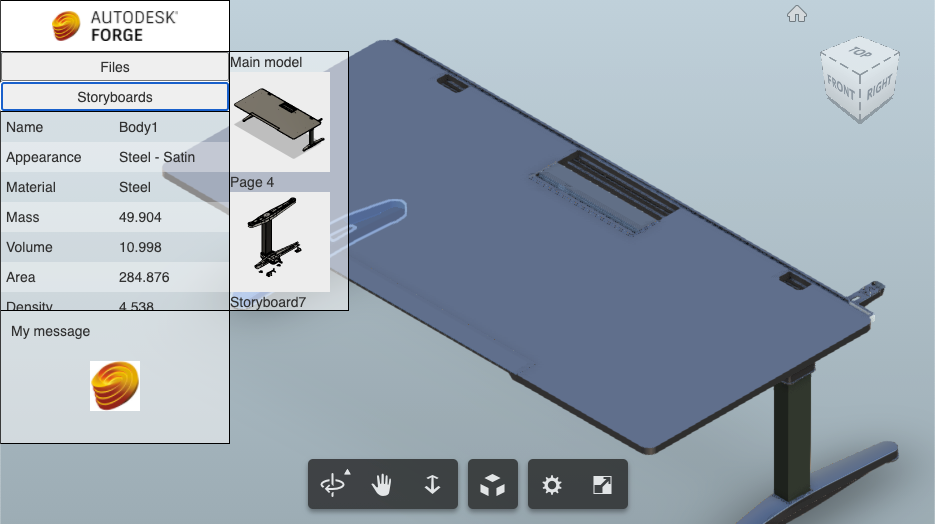 AUTODESK®
FORGE
Files
Storyboards
Name Body1
Appearance Steel - Satin
Material Steel
Mass 49.904
Volume 10.998
Area 284.876
Density 4.538
My message
Main model
Page 4
Storyboard7
TOP
FRONT
RIGHT